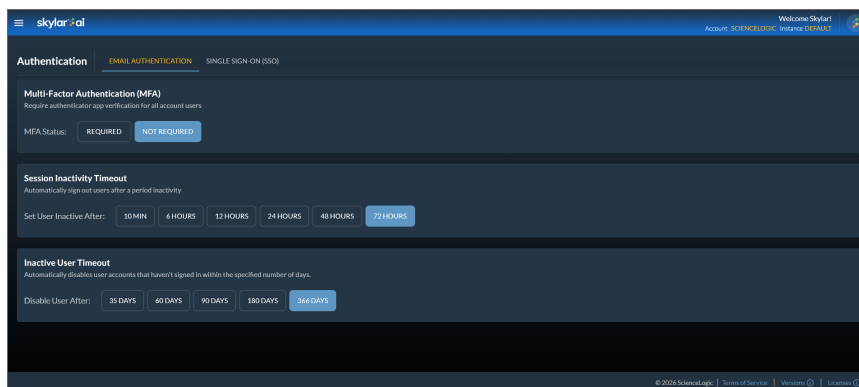 skylar ai
Welcome Skylar!
Account SCIENCELOGIC Instance DEFAULT
Authentication
EMAIL AUTHENTICATION
SINGLE SIGN-ON (SSO)
Multi-Factor Authentication (MFA)
Require authenticator app verification for all account users
MFA Status: REQUIRED NOT REQUIRED
Session Inactivity Timeout
Automatically sign out users after a period inactivity
Set User Inactive After: 10 MIN 6 HOURS 12 HOURS 24 HOURS 48 HOURS 72 HOURS
Inactive User Timeout
Automatically disables user accounts that haven't signed in within the specified number of days.
Disable User After: 35 DAYS 60 DAYS 90 DAYS 180 DAYS 366 DAYS
© 2026 ScienceLogic | Terms of Service | Versions | Licenses